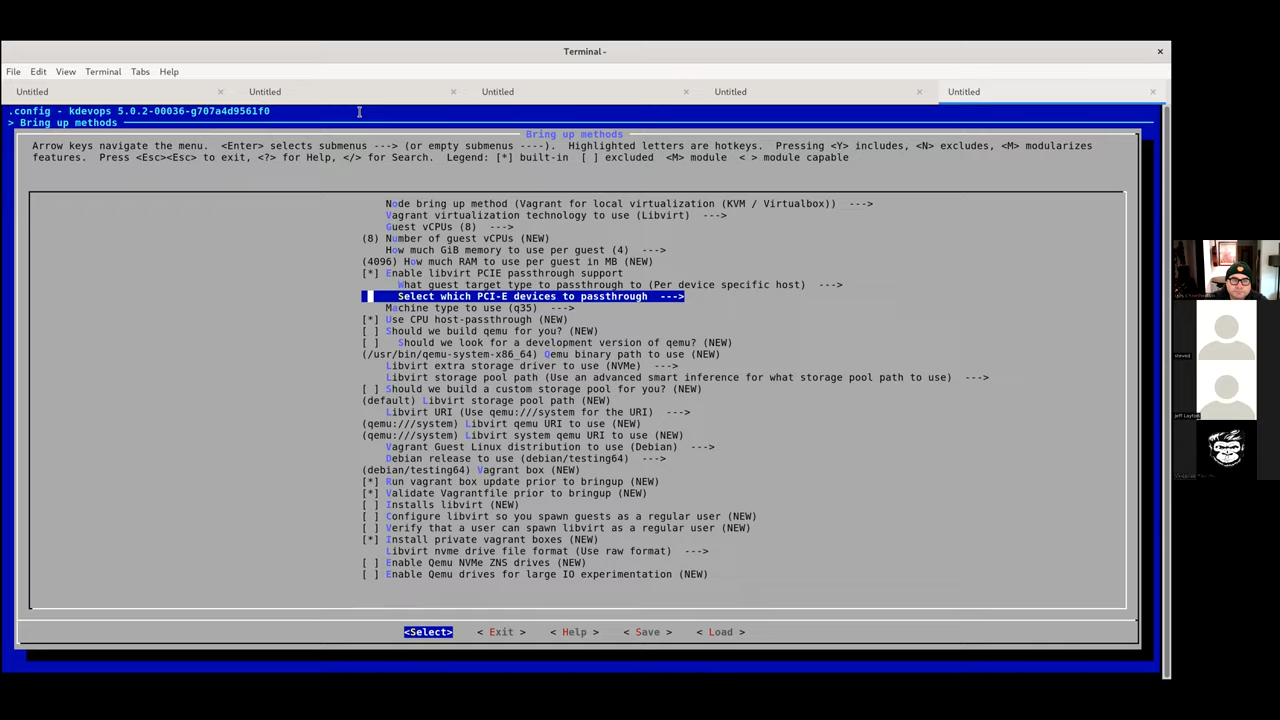 Terminal -
File Edit View Terminal Tabs Help
Untitled Untitled Untitled Untitled Untitled
.config - kdevops 5.0.2-00036-g707a4d9561f0
> Bring up methods
Bring up methods
Arrow keys navigate the menu. <Enter> selects submenus ---> (or empty submenus ----). Highlighted letters are hotkeys. Pressing <Y> includes, <N> excludes, <M> modularizes
features. Press <Esc><Esc> to exit, <?> for Help, </> for Search. Legend: [*] built-in [ ] excluded <M> module < > module capable
Node bring up method (Vagrant for local virtualization (KVM / Virtualbox)) --->
Vagrant virtualization technology to use (Libvirt) --->
Guest vCPUs (8) --->
(8) Number of guest vCPUs (NEW)
How much GiB memory to use per guest (4) --->
(4096) How much RAM to use per guest in MB (NEW)
[*] Enable libvirt PCIE passthrough support
What guest target type to passthrough to (Per device specific host) --->
Select which PCI-E devices to passthrough --->
Machine type to use (q35) --->
[*] Use CPU host-passthrough (NEW)
[ ] Should we build qemu for you? (NEW)
[ ] Should we look for a development version of qemu? (NEW)
(/usr/bin/qemu-system-x86_64) Qemu binary path to use (NEW)
Libvirt extra storage driver to use (NVMe) --->
Libvirt storage pool path (Use an advanced smart inference for what storage pool path to use) --->
[ ] Should we build a custom storage pool for you? (NEW)
(default) Libvirt storage pool path (NEW)
Libvirt URI (Use qemu:///system for the URI) --->
(qemu:///system) Libvirt qemu URI to use (NEW)
(qemu:///system) Libvirt system qemu URI to use (NEW)
Vagrant Guest Linux distribution to use (Debian) --->
Debian release to use (debian/testing64) --->
(debian/testing64) Vagrant box (NEW)
[*] Run vagrant box update prior to bringup (NEW)
[*] Validate Vagrantfile prior to bringup (NEW)
[ ] Installs libvirt (NEW)
[ ] Configure libvirt so you spawn guests as a regular user (NEW)
[ ] Verify that a user can spawn libvirt as a regular user (NEW)
[*] Install private vagrant boxes (NEW)
Libvirt nvme drive file format (Use raw format) --->
[ ] Enable Qemu NVMe ZNS drives (NEW)
[ ] Enable Qemu drives for large IO experimentation (NEW)
<Select> < Exit > < Help > < Save > < Load >
steved
Jeff Layton